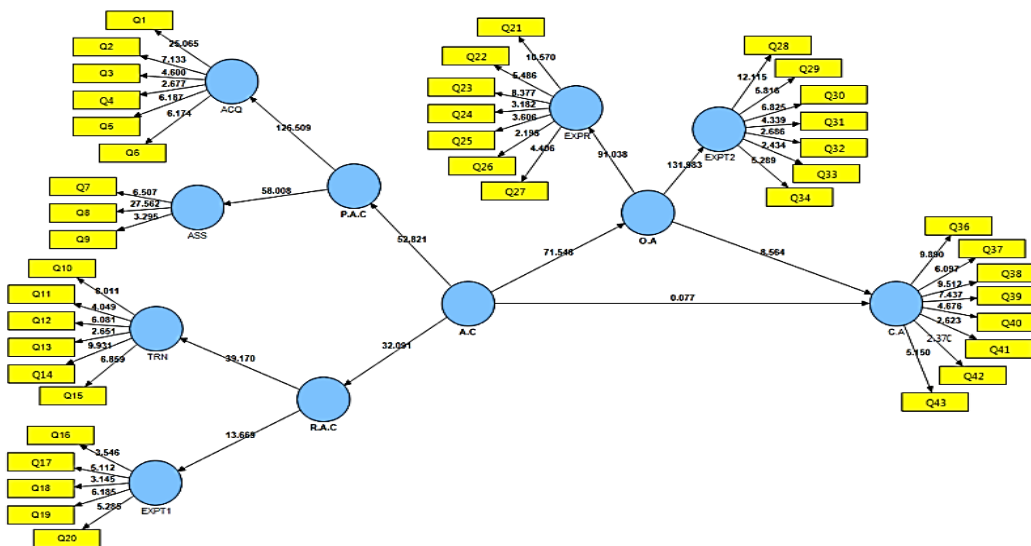 Q1
Q2
Q3
Q4
Q5
Q6
25.065
7.133
4.600
2.677
6.187
6.174
ACQ
126.509
Q7
Q8
Q9
6.507
27.562
3.295
ASS
58.008
P.A.C
52.821
Q10
Q11
Q12
Q13
Q14
Q15
8.011
4.049
6.081
2.651
9.931
6.859
TRN
39.170
R.A.C
32.091
Q16
Q17
Q18
Q19
Q20
3.546
5.112
3.145
6.185
5.285
EXPT1
13.669
A.C
71.546
0.077
Q21
Q22
Q23
Q24
Q25
Q26
Q27
10.570
5.486
8.377
3.182
3.606
2.195
4.406
EXPR
91.038
O.A
131.983
8.564
Q28
Q29
Q30
Q31
Q32
Q33
Q34
12.115
5.816
6.825
4.339
2.686
2.434
5.289
EXPT2
Q36
Q37
Q38
Q39
Q40
Q41
Q42
Q43
9.890
6.097
9.512
7.437
4.676
2.623
2.370
5.150
C.A